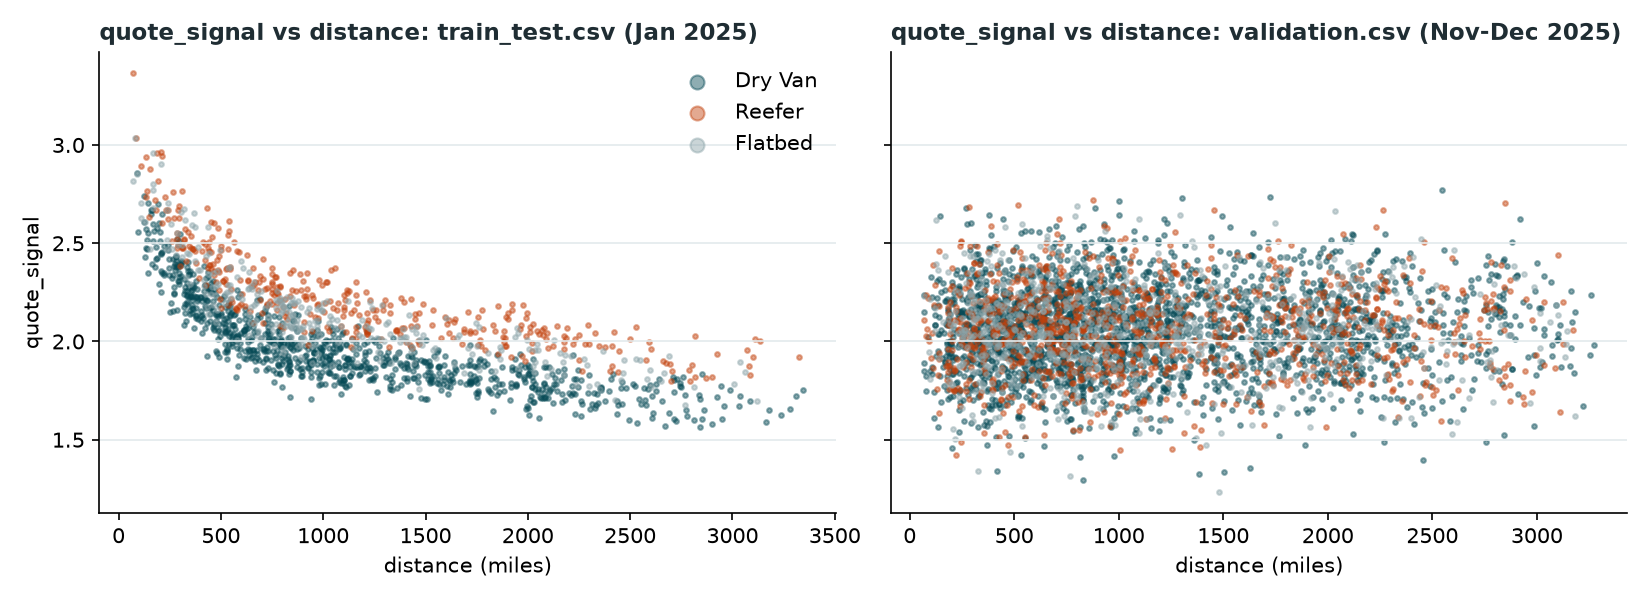 quote_signal vs distance: train_test.csv (Jan 2025)
quote_signal vs distance: validation.csv (Nov-Dec 2025)
Dry Van
Reefer
Flatbed
quote_signal
3.0
2.5
2.0
1.5
0 500 1000 1500 2000 2500 3000 3500
distance (miles)
0 500 1000 1500 2000 2500 3000
distance (miles)